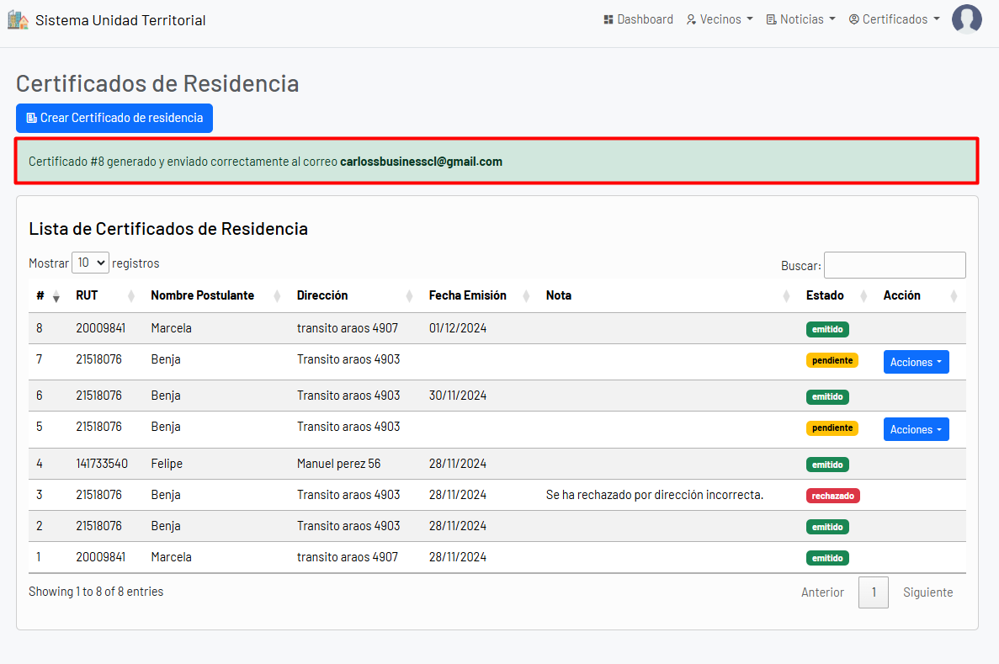 Sistema Unidad Territorial Dashboard Vecinos Noticias Certificados
Certificados de Residencia
Crear Certificado de residencia
Certificado #8 generado y enviado correctamente al correo carlossbusinesscl@gmail.com
Lista de Certificados de Residencia
Mostrar 10 registros Buscar:
# RUT Nombre Postulante Dirección Fecha Emisión Nota Estado Acción
8 20009841 Marcela transito araos 4907 01/12/2024 emitido
7 21518076 Benja Transito araos 4903 pendiente Acciones
6 21518076 Benja Transito araos 4903 30/11/2024 emitido
5 21518076 Benja Transito araos 4903 pendiente Acciones
4 141733540 Felipe Manuel perez 56 28/11/2024 emitido
3 21518076 Benja Transito araos 4903 28/11/2024 Se ha rechazado por dirección incorrecta. rechazado
2 21518076 Benja Transito araos 4903 28/11/2024 emitido
1 20009841 Marcela transito araos 4907 28/11/2024 emitido
Showing 1 to 8 of 8 entries Anterior 1 Siguiente